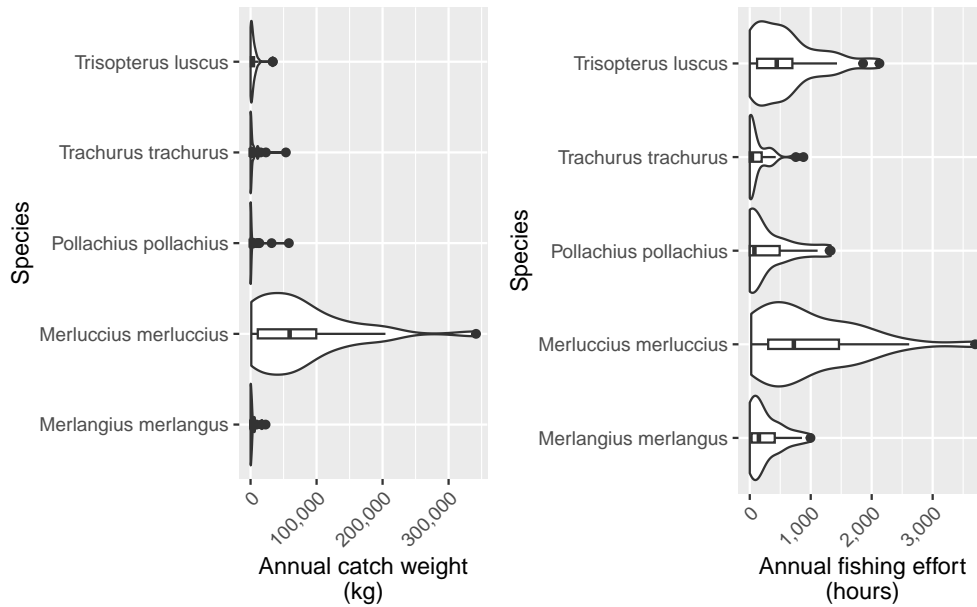 Species
Trisopterus luscus
Trachurus trachurus
Pollachius pollachius
Merluccius merluccius
Merlangius merlangus
0
100,000
200,000
300,000
Annual catch weight
(kg)
Species
Trisopterus luscus
Trachurus trachurus
Pollachius pollachius
Merluccius merluccius
Merlangius merlangus
0
1,000
2,000
3,000
Annual fishing effort
(hours)